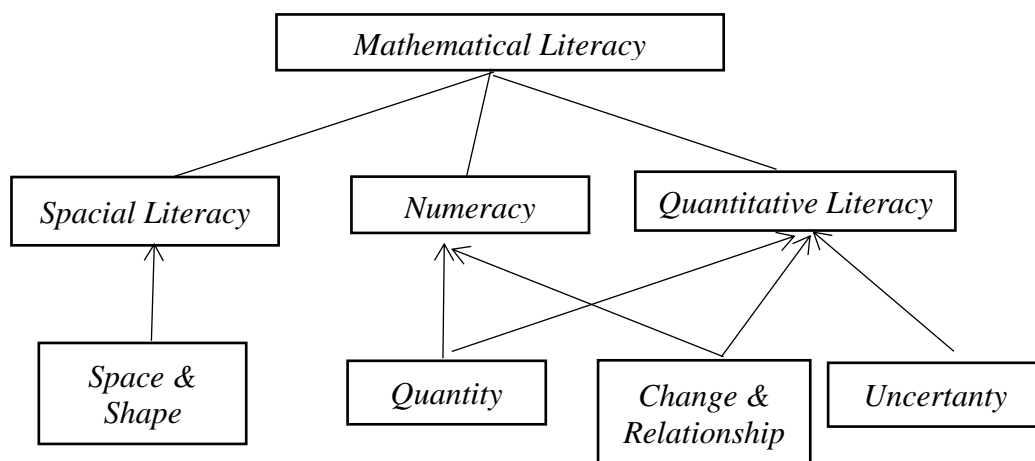 Mathematical Literacy
Spacial Literacy
Numeracy
Quantitative Literacy
Space &
Shape
Quantity
Change &
Relationship
Uncertanty